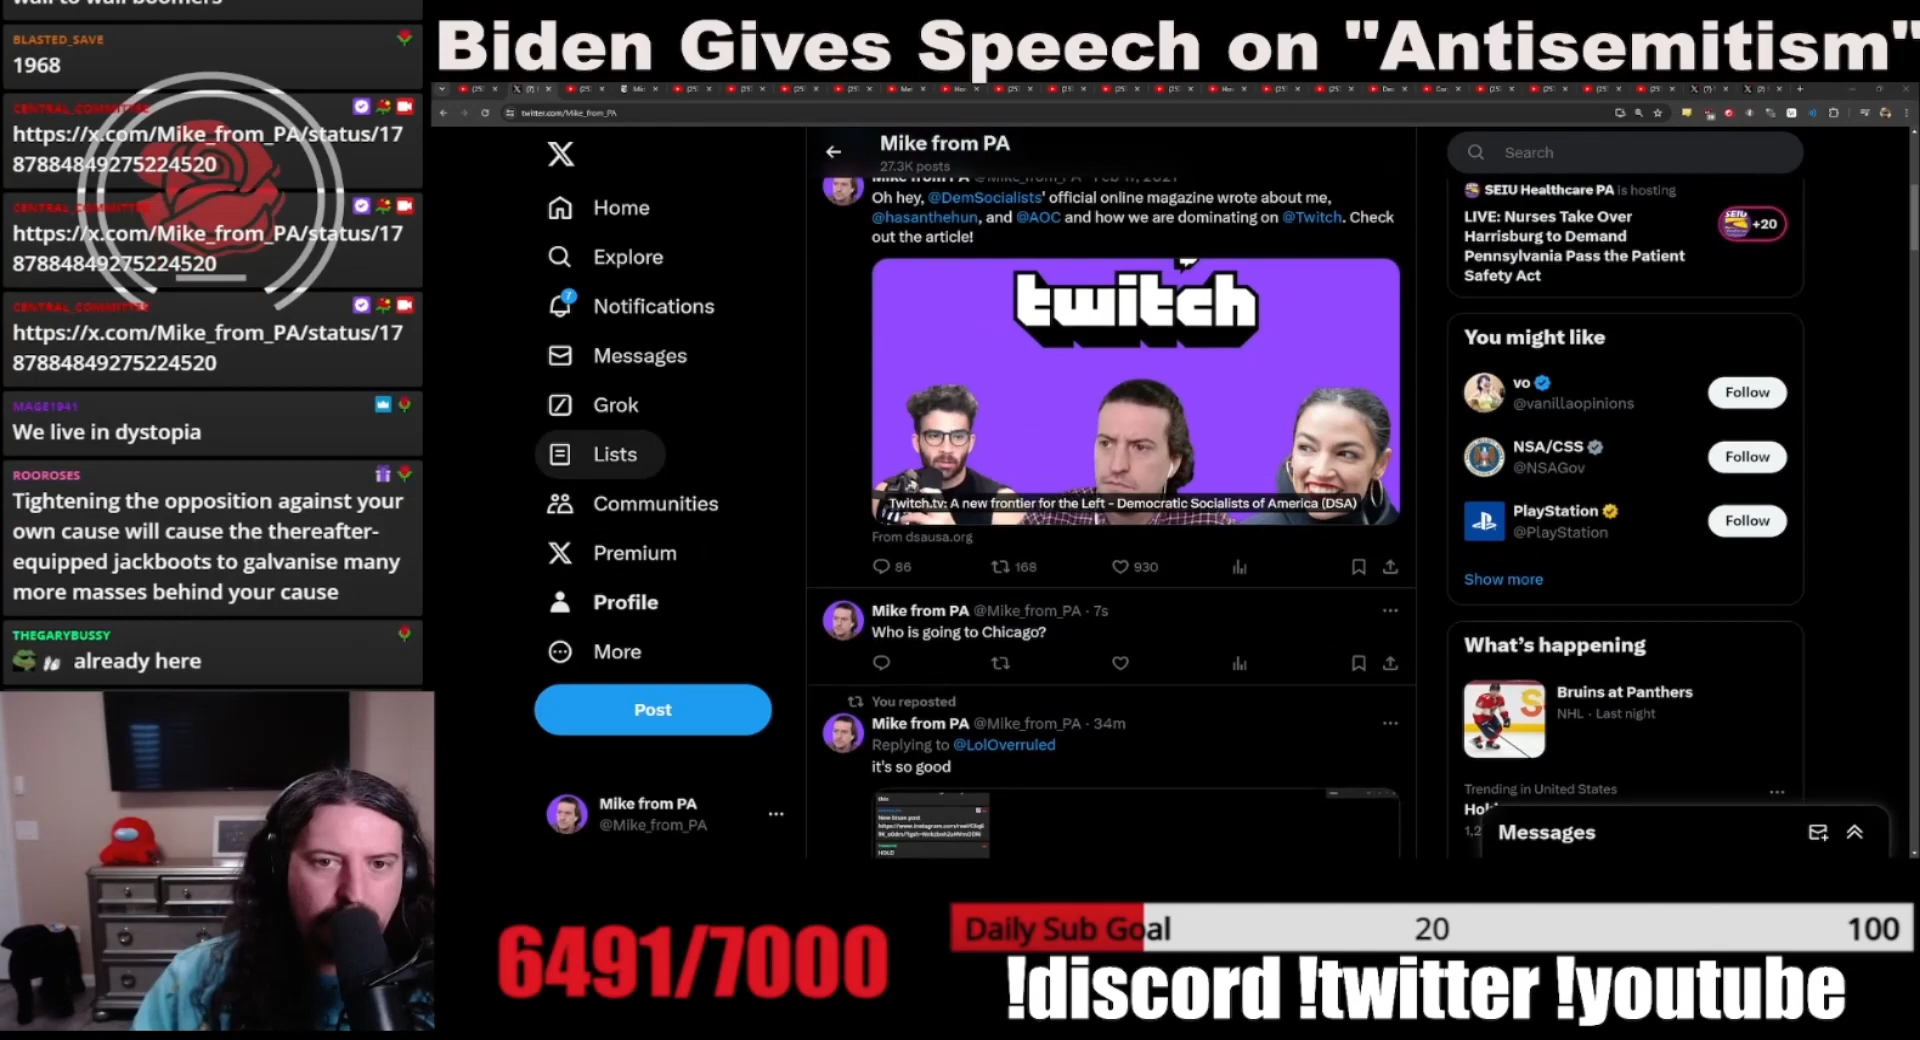 Biden Gives Speech on "Antisemitism"
BLASTED_SAVE
1968
CENTRAL_COMMITTEE
https://x.com/Mike_from_PA/status/17
87884849275224520
CENTRAL_COMMITTEE
https://x.com/Mike_from_PA/status/17
87884849275224520
CENTRAL_COMMITTEE
https://x.com/Mike_from_PA/status/17
87884849275224520
MAGE1941
We live in dystopia
ROOROSES
Tightening the opposition against your
own cause will cause the thereafter-
equipped jackboots to galvanise many
more masses behind your cause
THEGARYBUSSY
already here
twitter.com/Mike_from_PA
Home
Explore
7
Notifications
Messages
Grok
Lists
Communities
Premium
Profile
More
Post
Mike from PA
@Mike_from_PA
Mike from PA
27.3K posts
Oh hey, @DemSocialists' official online magazine wrote about me,
@hasanthehun, and @AOC and how we are dominating on @Twitch. Check
out the article!
twitch
Twitch.tv: A new frontier for the Left - Democratic Socialists of America (DSA)
From dsausa.org
86 168 930
Mike from PA @Mike_from_PA · 7s
Who is going to Chicago?
You reposted
Mike from PA @Mike_from_PA · 34m
Replying to @LolOverruled
it's so good
Search
SEIU Healthcare PA is hosting
LIVE: Nurses Take Over
Harrisburg to Demand
Pennsylvania Pass the Patient
Safety Act
SEIU +20
You might like
vo
@vanillaopinions
Follow
NSA/CSS
@NSAGov
Follow
PlayStation
@PlayStation
Follow
Show more
What's happening
Bruins at Panthers
NHL · Last night
Trending in United States
Messages
6491/7000
Daily Sub Goal 20 100
!discord !twitter !youtube